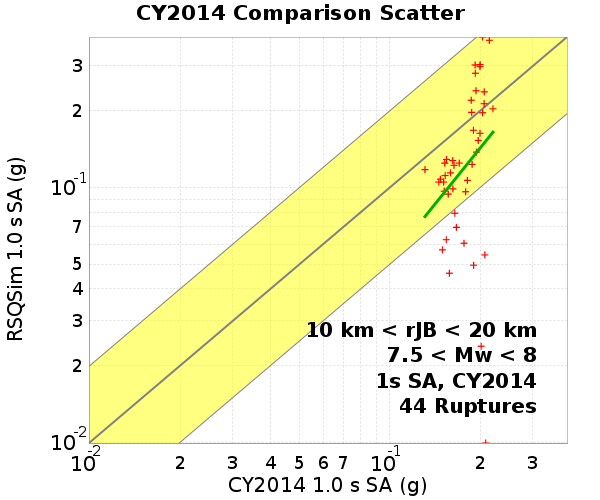 CY2014 Comparison Scatter
RSQSim 1.0 s SA (g)
3
2
10-1
7
5
4
3
2
10-2
10 km < rJB < 20 km
7.5 < Mw < 8
1s SA, CY2014
44 Ruptures
10-2 2 3 4 5 6 7 10-1 2 3
CY2014 1.0 s SA (g)